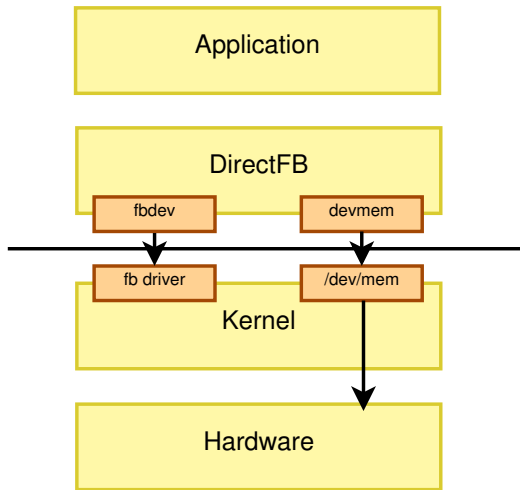 Application
DirectFB
fbdev
devmem
fb driver
/dev/mem
Kernel
Hardware